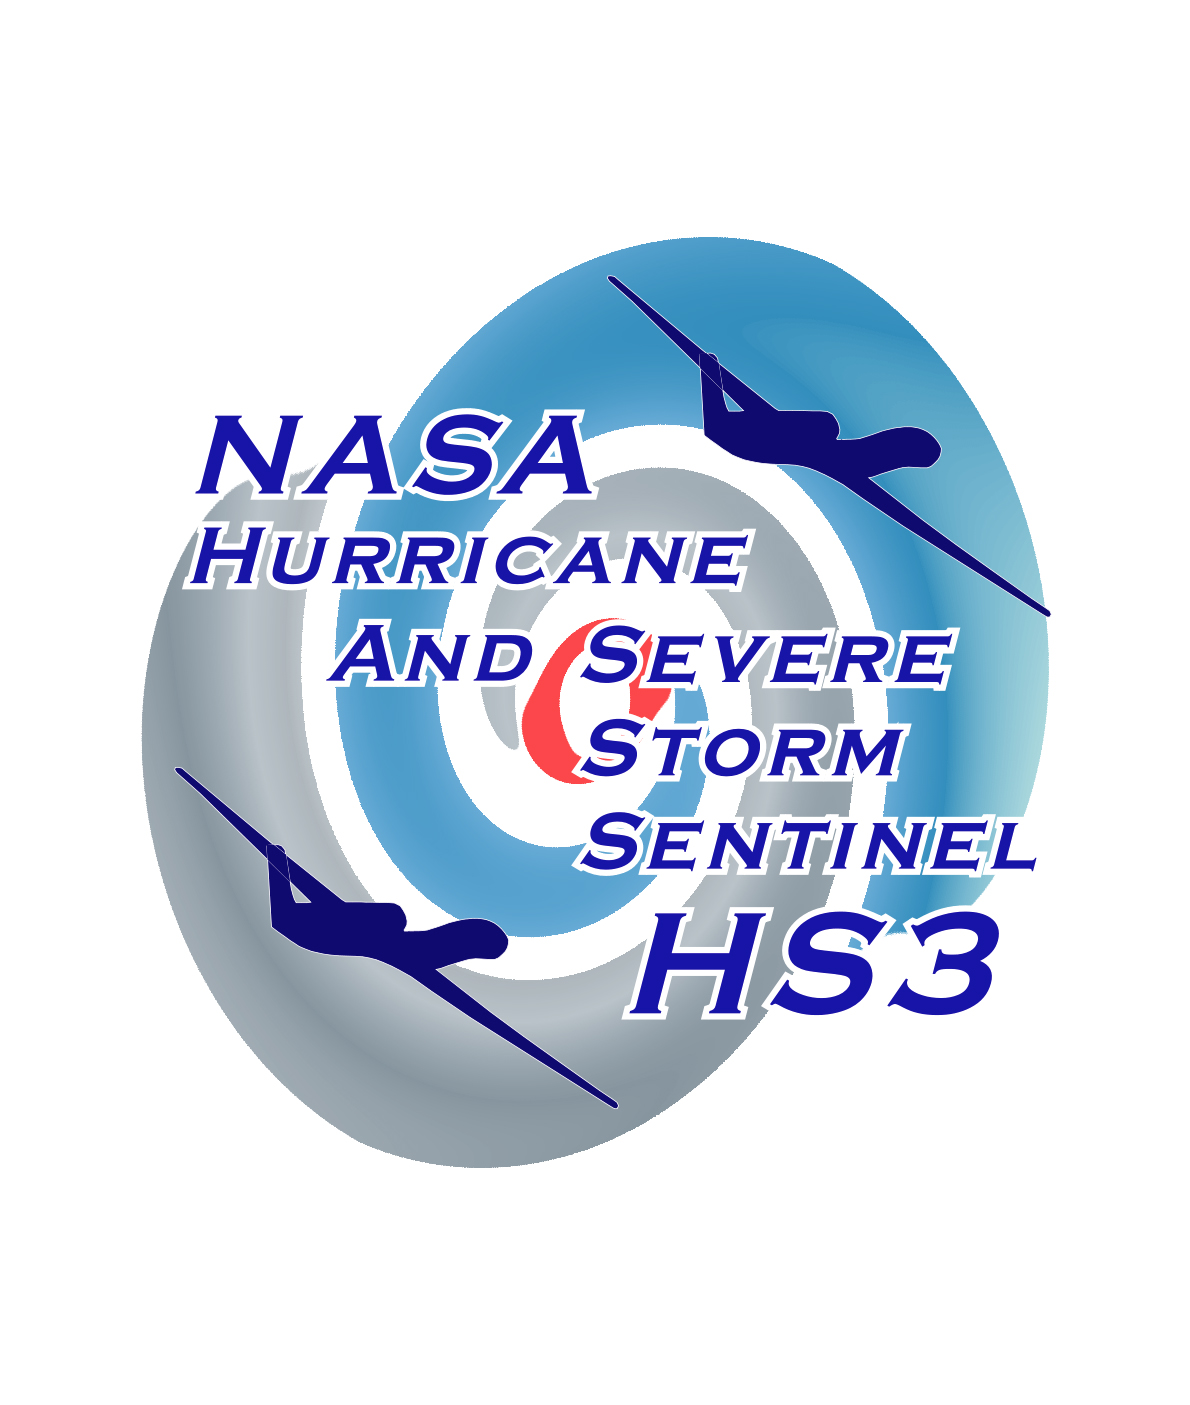 NASA
HURRICANE
AND SEVERE
STORM
SENTINEL
HS3